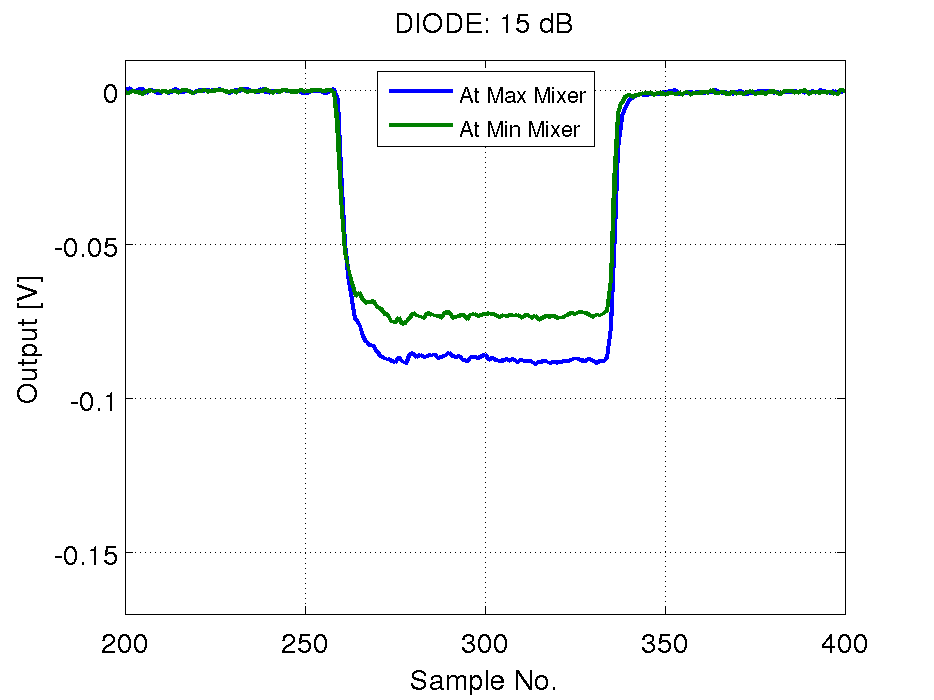 DIODE: 15 dB
At Max Mixer
At Min Mixer
0
-0.05
-0.1
-0.15
Output [V]
200 250 300 350 400
Sample No.